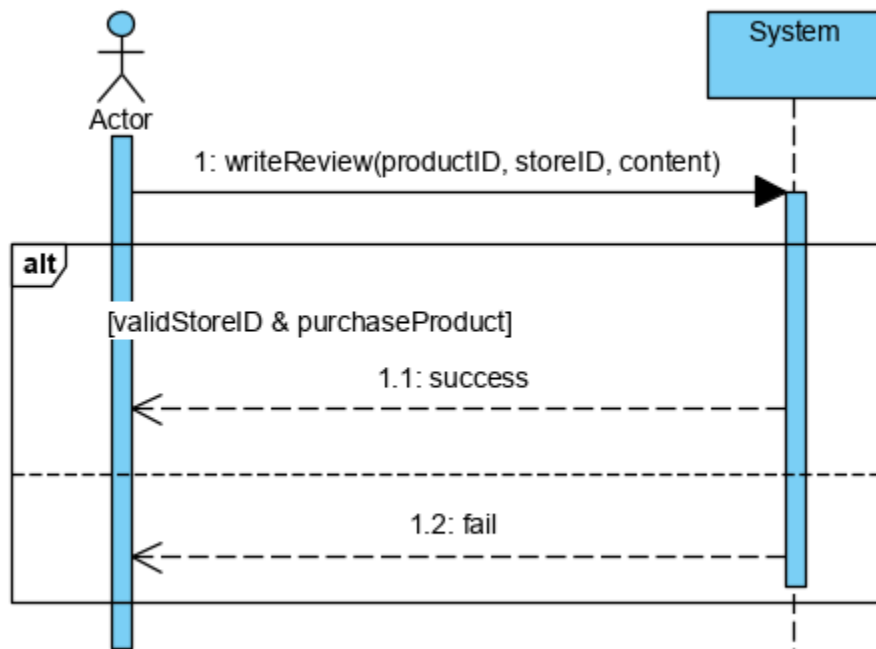 System
Actor
1: writeReview(productID, storeID, content)
alt
[validStoreID & purchaseProduct]
1.1: success
1.2: fail